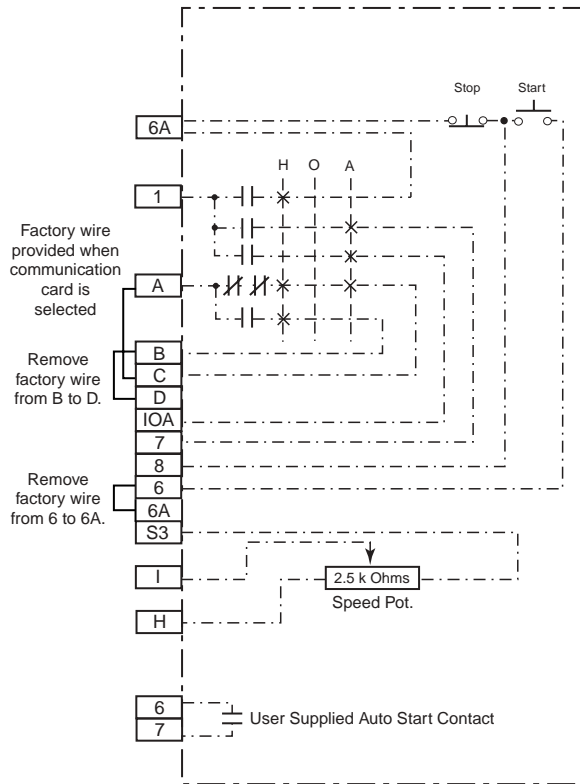 Stop
Start
6A
H O A
1
Factory wire
provided when
communication
card is
selected
A
Remove
factory wire
from B to D.
B
C
D
IOA
7
8
Remove
factory wire
from 6 to 6A.
6
6A
S3
I
2.5 k Ohms
Speed Pot.
H
6
7
User Supplied Auto Start Contact